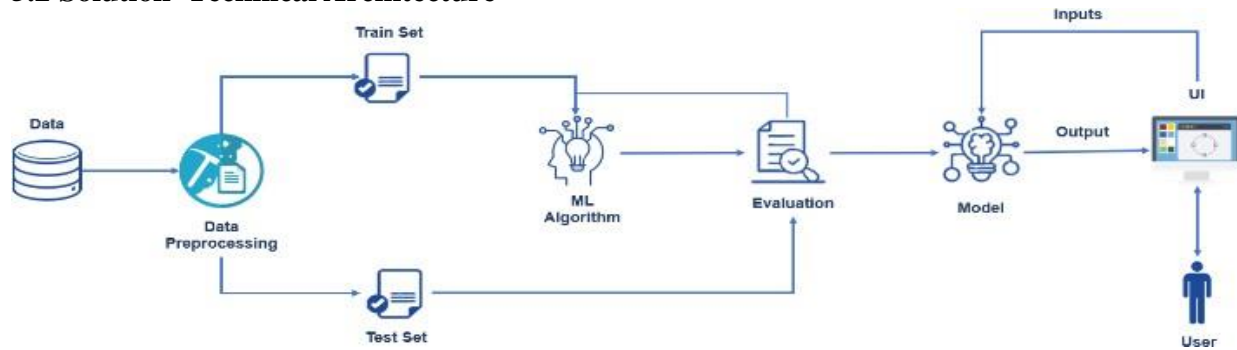 Train Set
Inputs
UI
Data
Output
ML
Algorithm
Evaluation
Model
Data
Preprocessing
Test Set
User